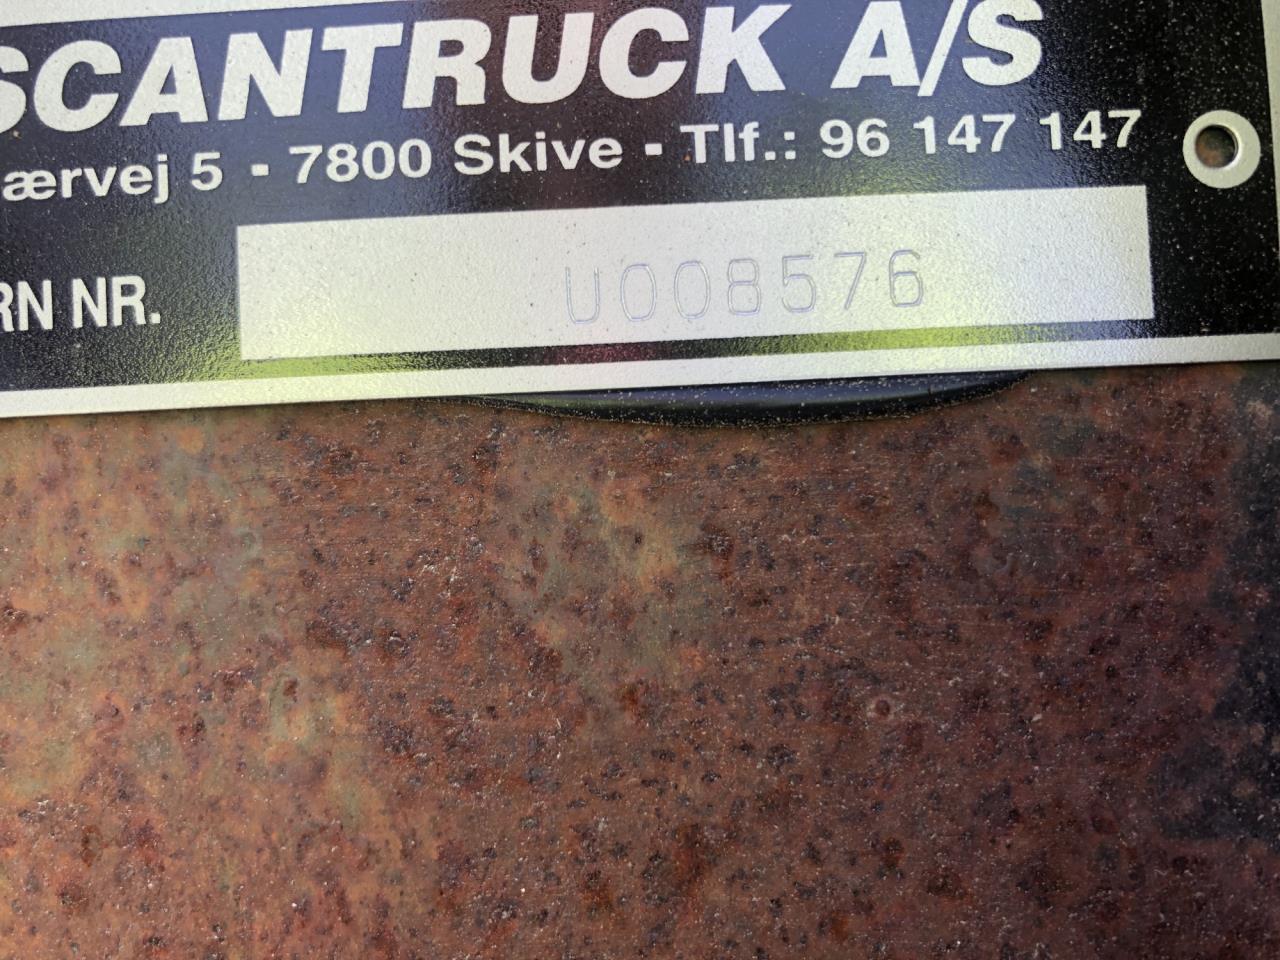 SCANTRUCK A/S
ærvej 5 - 7800 Skive - Tlf.: 96 147 147
RN NR. U008576